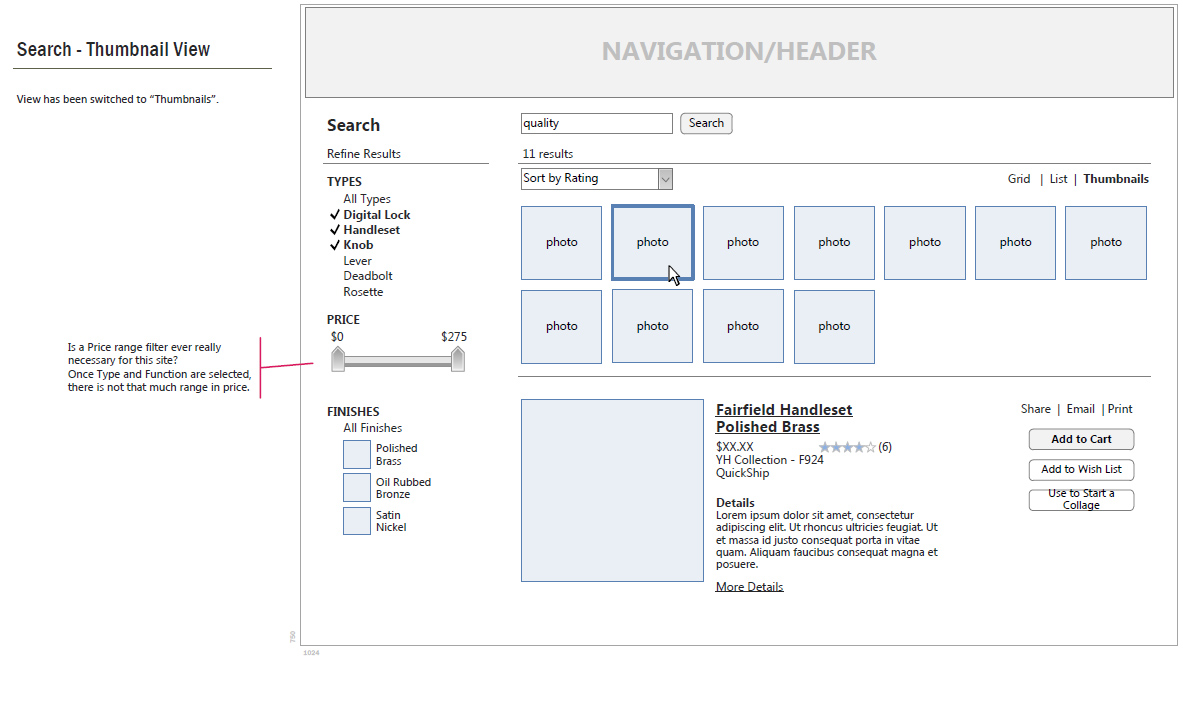 Search - Thumbnail View
View has been switched to “Thumbnails”.
Is a Price range filter ever really
necessary for this site?
Once Type and Function are selected,
there is not that much range in price.
NAVIGATION/HEADER
Search
quality
Search
Refine Results
11 results
TYPES
All Types
Digital Lock
Handleset
Knob
Lever
Deadbolt
Rosette
PRICE
$0 $275
FINISHES
All Finishes
Polished
Brass
Oil Rubbed
Bronze
Satin
Nickel
Sort by Rating
Grid | List | Thumbnails
photo photo photo photo photo photo photo
photo photo photo photo
Fairfield Handleset
Polished Brass
$XX.XX (6)
YH Collection - F924
QuickShip
Details
Lorem ipsum dolor sit amet, consectetur
adipiscing elit. Ut rhoncus ultricies feugiat. Ut
et massa id justo consequat porta in vitae
quam. Aliquam faucibus consequat magna et
posuere.
More Details
Share | Email | Print
Add to Cart
Add to Wish List
Use to Start a
Collage
750
1024